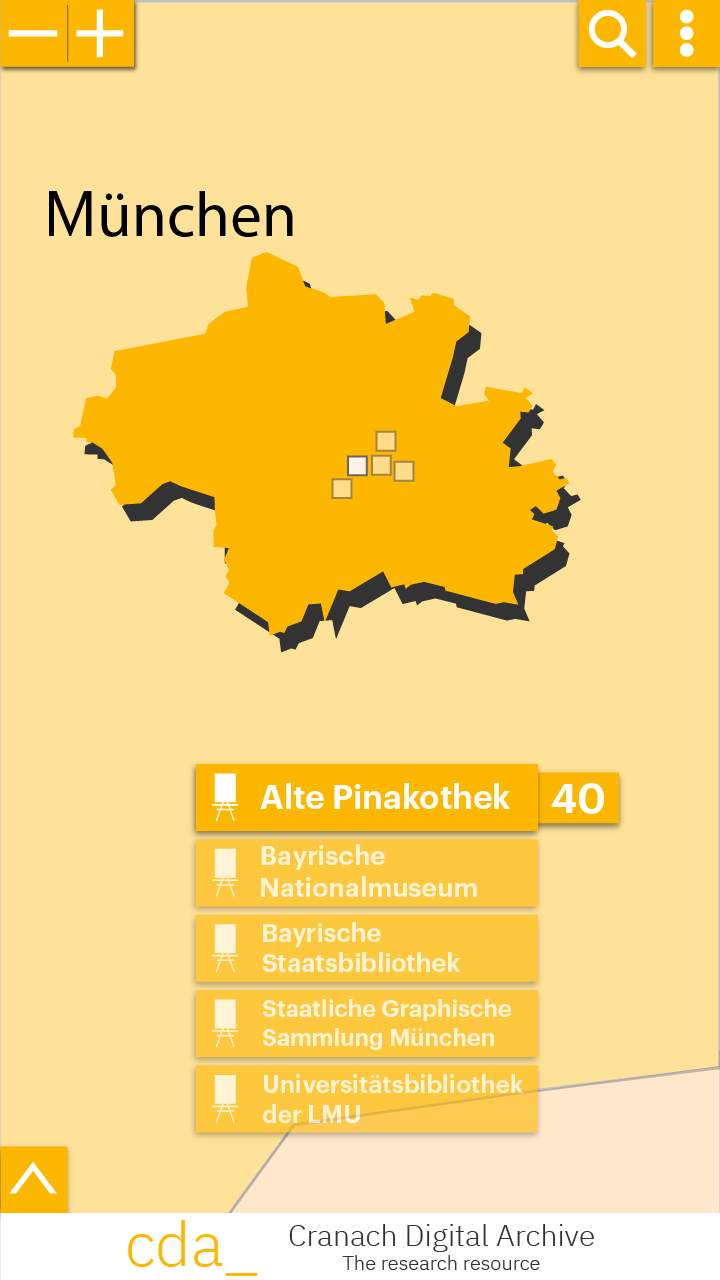 München
Alte Pinakothek 40
Bayrische
Nationalmuseum
Bayrische
Staatsbibliothek
Staatliche Graphische
Sammlung München
Universitätsbibliothek
der LMU
cda_ Cranach Digital Archive
The research resource